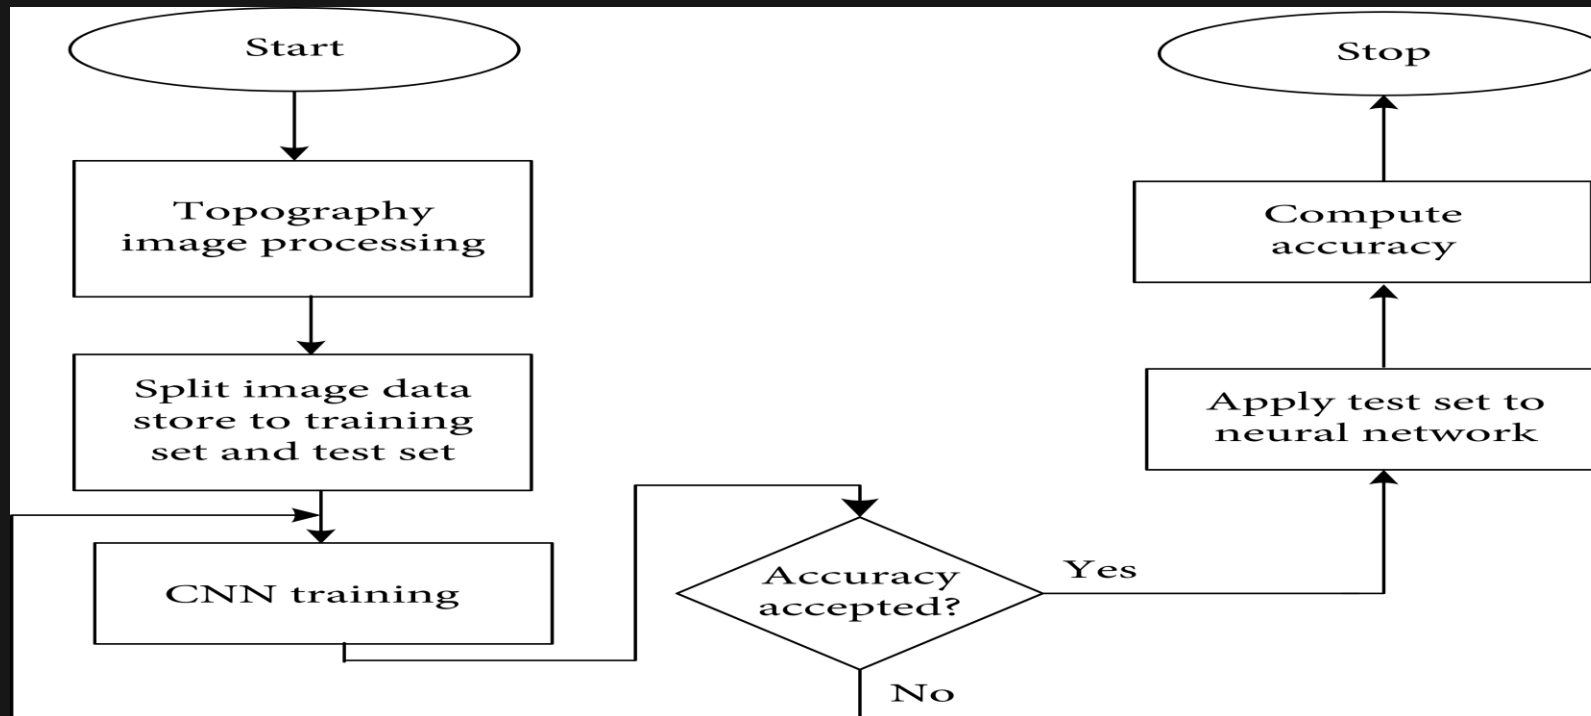 Start
Topography
image processing
Split image data
store to training
set and test set
CNN training
Accuracy
accepted?
Yes
No
Apply test set to
neural network
Compute
accuracy
Stop